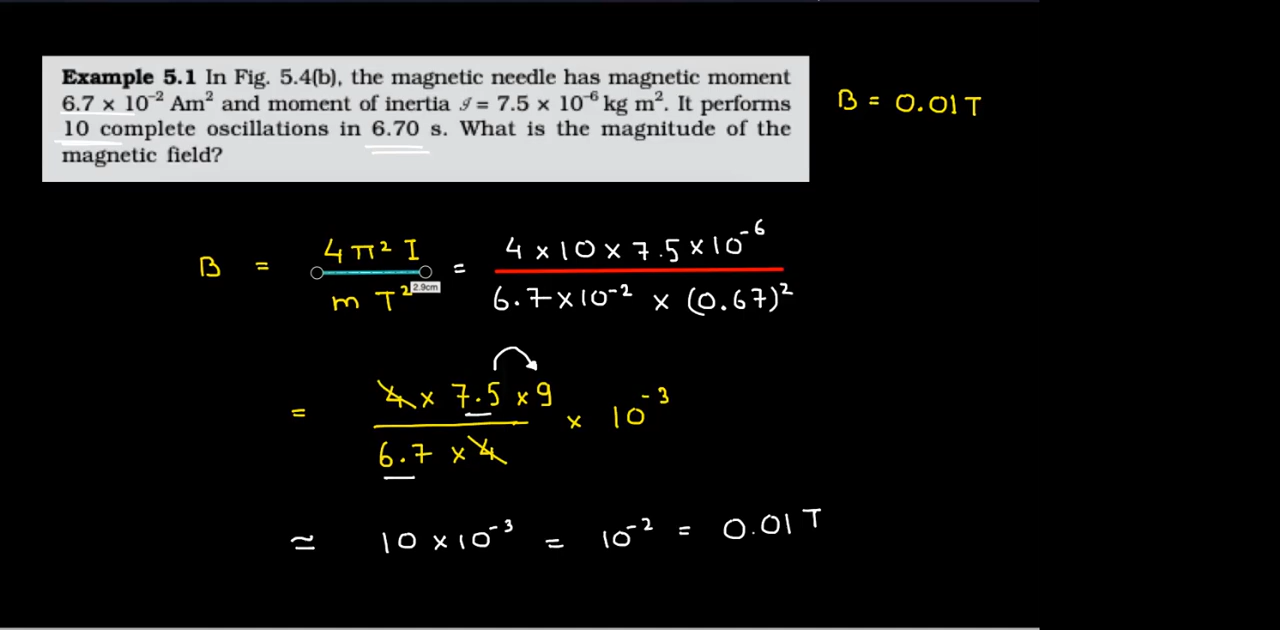 Example 5.1 In Fig. 5.4(b), the magnetic needle has magnetic moment
6.7 × 10⁻² Am² and moment of inertia 𝓘 = 7.5 × 10⁻⁶ kg m². It performs
10 complete oscillations in 6.70 s. What is the magnitude of the
magnetic field?
B = 0.01T
B = 4π² I / m T² = 4 × 10 × 7.5 × 10⁻⁶ / 6.7 × 10⁻² × (0.67)²
2.9cm
= 4 × 7.5 × 9 / 6.7 × 4 × 10⁻³
≃ 10 × 10⁻³ = 10⁻² = 0.01 T